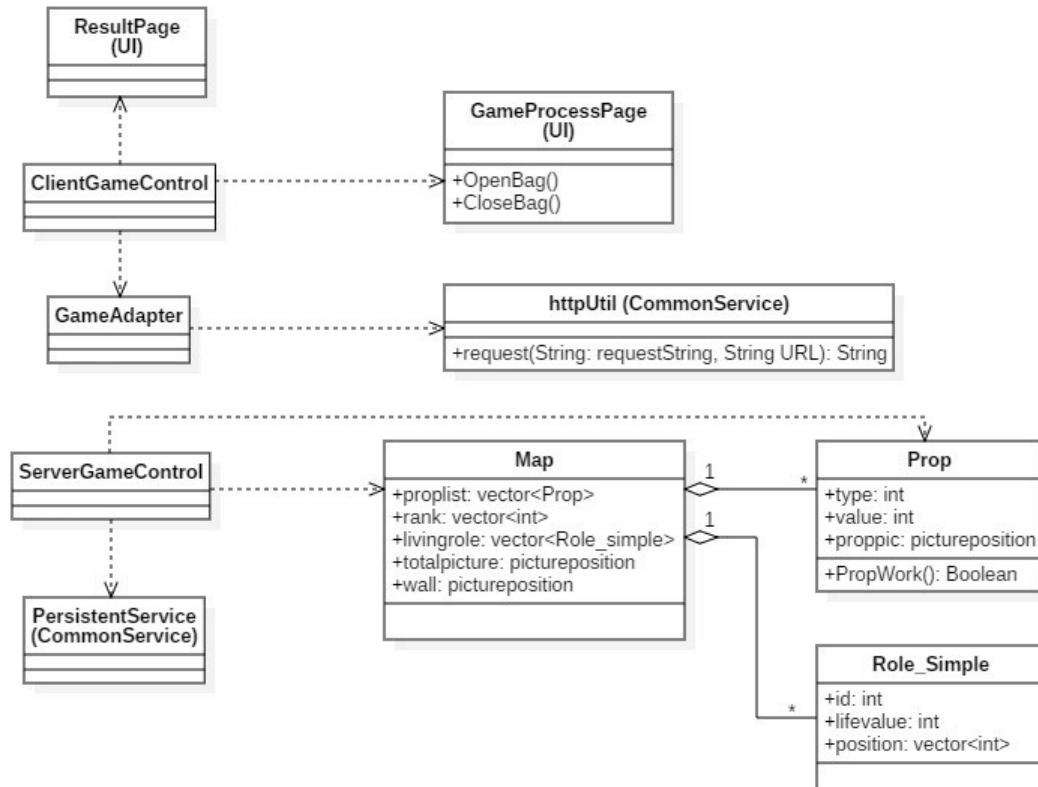 ResultPage
(UI)
GameProcessPage
(UI)
+OpenBag()
+CloseBag()
ClientGameControl
GameAdapter
httpUtil (CommonService)
+request(String: requestString, String URL): String
ServerGameControl
Map
+proplist: vector<Prop>
+rank: vector<int>
+livingrole: vector<Role_simple>
+totalpicture: pictureposition
+wall: pictureposition
1
*
1
*
Prop
+type: int
+value: int
+proppic: pictureposition
+PropWork(): Boolean
PersistentService
(CommonService)
Role_Simple
+id: int
+lifevalue: int
+position: vector<int>